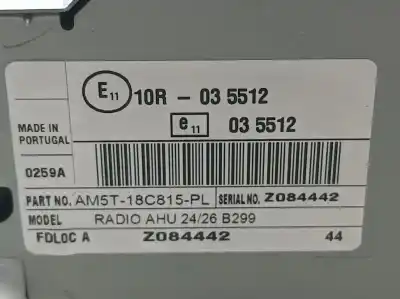 E11 10R - 03 5512
e11 03 5512
MADE IN
PORTUGAL
0259A
PART NO. AM5T-18C815-PL SERIAL NO. Z084442
MODEL RADIO AHU 24/26 B299
FDLOC A Z084442 44